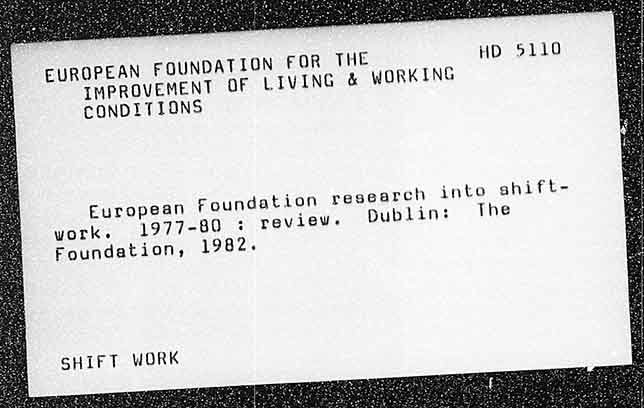 EUROPEAN FOUNDATION FOR THE HD 5110
IMPROVEMENT OF LIVING & WORKING
CONDITIONS
European Foundation research into shift-
work. 1977-80 : review. Dublin: The
Foundation, 1982.
SHIFT WORK